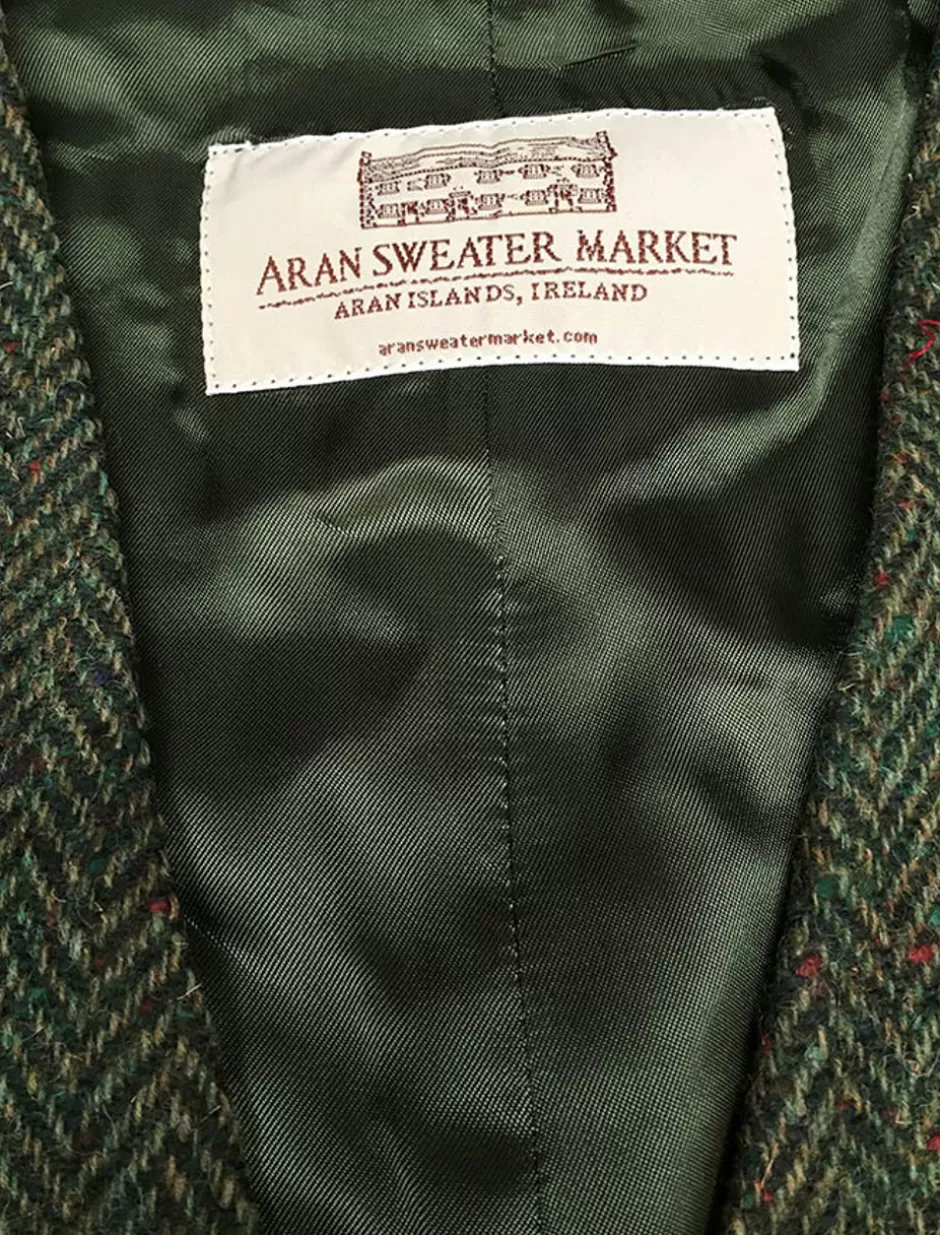 ARAN SWEATER MARKET
ARAN ISLANDS, IRELAND
aransweatermarket.com